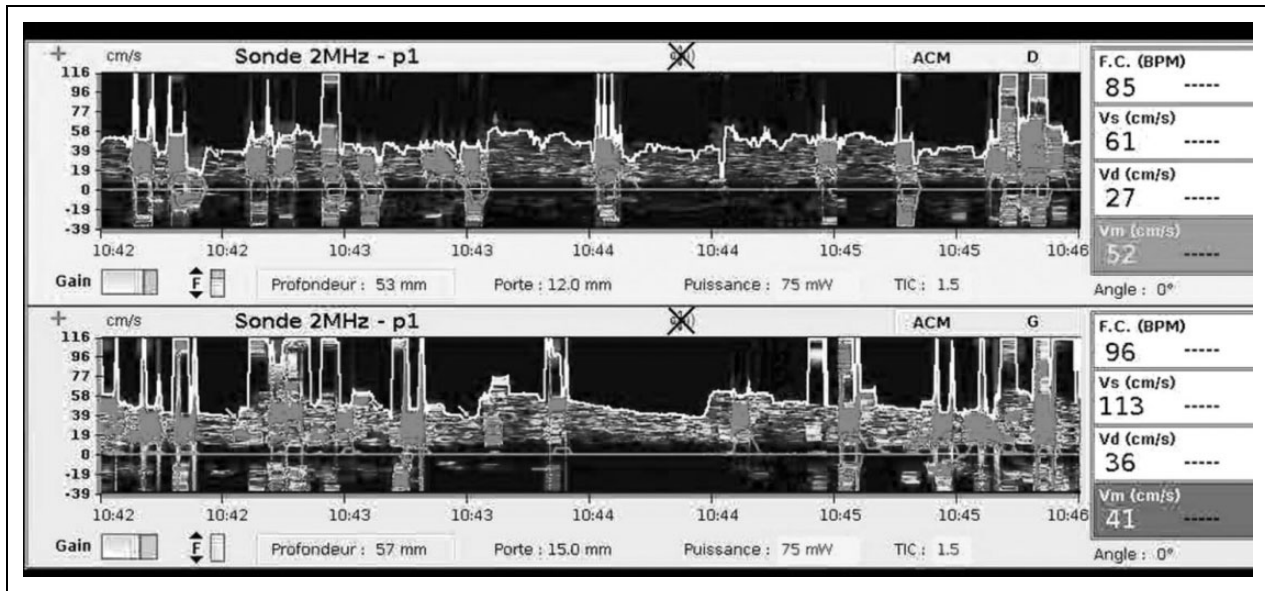 cm/s Sonde 2MHz - p1 ACM D
116
96
77
58
39
19
0
-19
-39
10:42 10:42 10:43 10:43 10:44 10:44 10:45 10:45 10:46
Gain F Profondeur : 53 mm Porte : 12.0 mm Puissance : 75 mW TIC : 1.5
F.C. (BPM)
85 -----
Vs (cm/s)
61 -----
Vd (cm/s)
27 -----
Vm (cm/s)
52 -----
Angle : 0°
cm/s Sonde 2MHz - p1 ACM G
116
96
77
58
39
19
0
-19
-39
10:42 10:42 10:43 10:43 10:44 10:44 10:45 10:45 10:46
Gain F Profondeur : 57 mm Porte : 15.0 mm Puissance : 75 mW TIC : 1.5
F.C. (BPM)
96 -----
Vs (cm/s)
113 -----
Vd (cm/s)
36 -----
Vm (cm/s)
41 -----
Angle : 0°